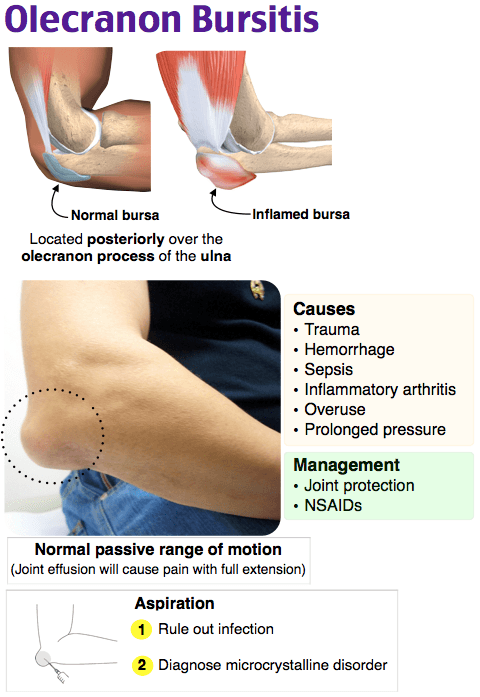 Olecranon Bursitis
Normal bursa
Inflamed bursa
Located posteriorly over the
olecranon process of the ulna
Causes
• Trauma
• Hemorrhage
• Sepsis
• Inflammatory arthritis
• Overuse
• Prolonged pressure
Management
• Joint protection
• NSAIDs
Normal passive range of motion
(Joint effusion will cause pain with full extension)
Aspiration
1 Rule out infection
2 Diagnose microcrystalline disorder